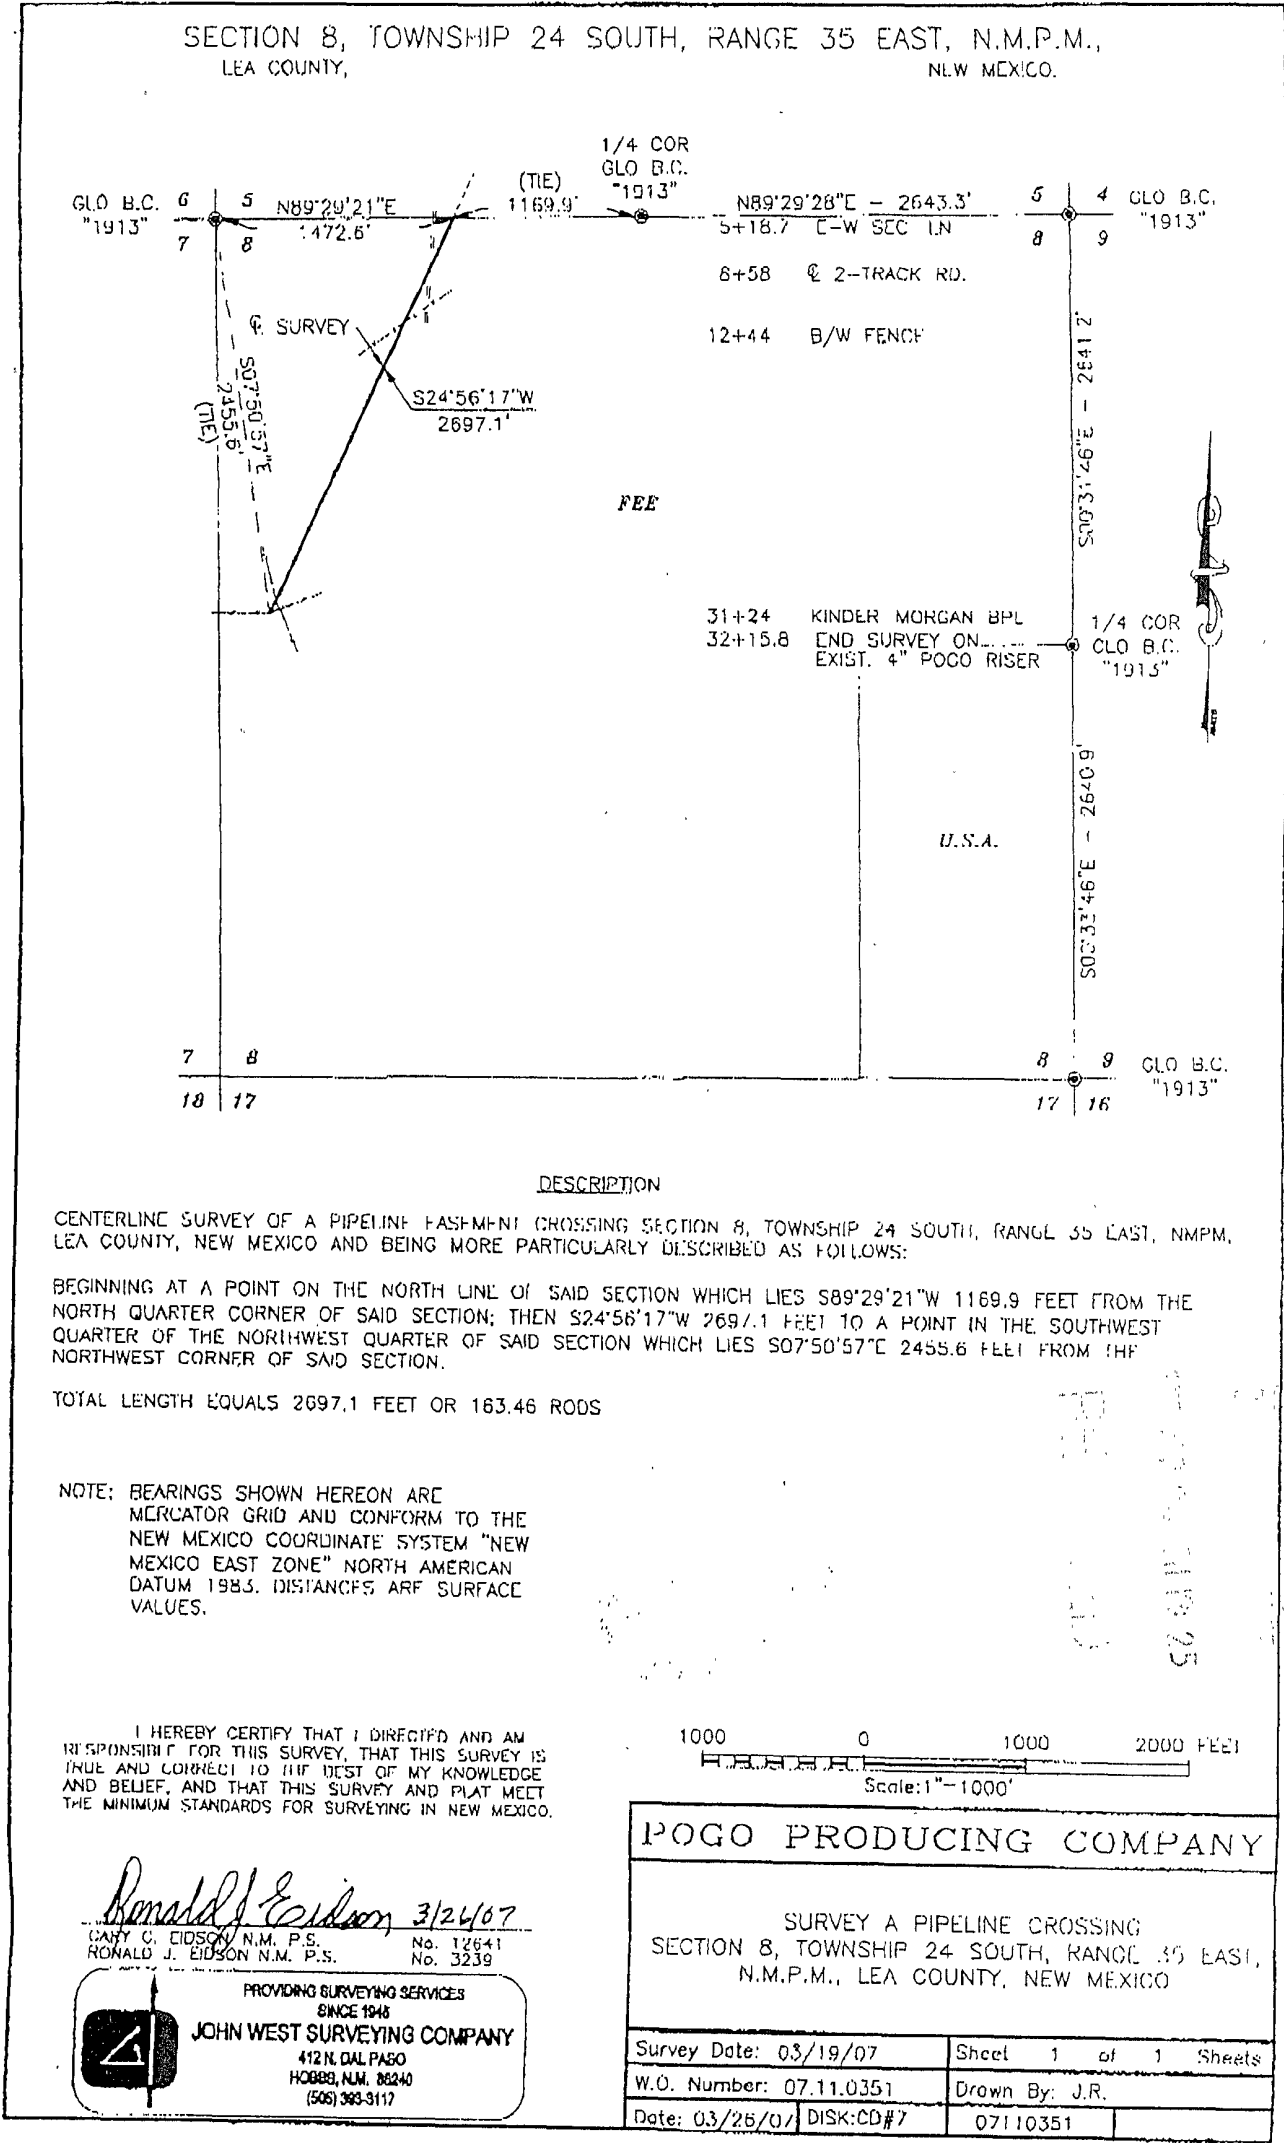 SECTION 8, TOWNSHIP 24 SOUTH, RANGE 35 EAST, N.M.P.M.,
LEA COUNTY, NEW MEXICO.
1/4 COR
GLO B.C.
"1913"
(TIE)
1169.9'
GLO B.C.
"1913"
6 5
7 8
N89°29'21"E
1472.6'
N89°29'28"E - 2643.3'
5 4
8 9
GLO B.C.
"1913"
5+18.7 E-W SEC LN
6+58 ℄ 2-TRACK RD.
12+44 B/W FENCE
℄ SURVEY
S24°56'17"W
2697.1'
S07°50'57"E
2455.6'
(TIE)
S00°31'46"E - 2641.2'
FEE
31+24 KINDER MORGAN BPL
32+15.8 END SURVEY ON
EXIST. 4" POGO RISER
1/4 COR
GLO B.C.
"1913"
U.S.A.
S00°33'46"E - 2640.9'
7 8
18 17
8 9
17 16
GLO B.C.
"1913"
DESCRIPTION
CENTERLINE SURVEY OF A PIPELINE EASEMENT CROSSING SECTION 8, TOWNSHIP 24 SOUTH, RANGE 35 EAST, NMPM,
LEA COUNTY, NEW MEXICO AND BEING MORE PARTICULARLY DESCRIBED AS FOLLOWS:
BEGINNING AT A POINT ON THE NORTH LINE OF SAID SECTION WHICH LIES S89°29'21"W 1169.9 FEET FROM THE
NORTH QUARTER CORNER OF SAID SECTION; THEN S24°56'17"W 2697.1 FEET TO A POINT IN THE SOUTHWEST
QUARTER OF THE NORTHWEST QUARTER OF SAID SECTION WHICH LIES S07°50'57"E 2455.6 FEET FROM THE
NORTHWEST CORNER OF SAID SECTION.
TOTAL LENGTH EQUALS 2697.1 FEET OR 163.46 RODS
NOTE: BEARINGS SHOWN HEREON ARE
MERCATOR GRID AND CONFORM TO THE
NEW MEXICO COORDINATE SYSTEM "NEW
MEXICO EAST ZONE" NORTH AMERICAN
DATUM 1983. DISTANCES ARE SURFACE
VALUES.
I HEREBY CERTIFY THAT I DIRECTED AND AM
RESPONSIBLE FOR THIS SURVEY, THAT THIS SURVEY IS
TRUE AND CORRECT TO THE BEST OF MY KNOWLEDGE
AND BELIEF, AND THAT THIS SURVEY AND PLAT MEET
THE MINIMUM STANDARDS FOR SURVEYING IN NEW MEXICO.
Ronald J. Eidson 3/26/07
GARY G. EIDSON N.M. P.S. No. 12641
RONALD J. EIDSON N.M. P.S. No. 3239
PROVIDING SURVEYING SERVICES
SINCE 1946
JOHN WEST SURVEYING COMPANY
412 N. DAL PASO
HOBBS, N.M. 88240
(505) 393-3117
1000 0 1000 2000 FEET
Scale:1"=1000'
POGO PRODUCING COMPANY
SURVEY A PIPELINE CROSSING
SECTION 8, TOWNSHIP 24 SOUTH, RANGE 35 EAST,
N.M.P.M., LEA COUNTY, NEW MEXICO
Survey Date: 03/19/07 Sheet 1 of 1 Sheets
W.O. Number: 07.11.0351 Drawn By: J.R.
Date: 03/26/07 DISK:CD#7 07110351